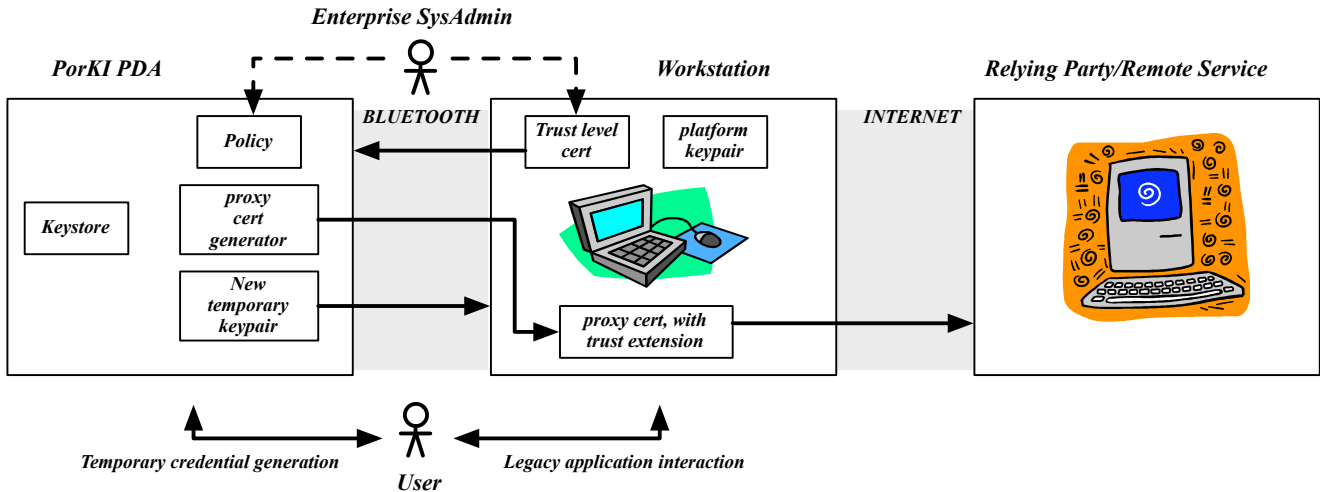 Enterprise SysAdmin
PorKI PDA
Workstation
Relying Party/Remote Service
BLUETOOTH
INTERNET
Policy
Trust level
cert
platform
keypair
Keystore
proxy
cert
generator
New
temporary
keypair
proxy cert, with
trust extension
Temporary credential generation
Legacy application interaction
User